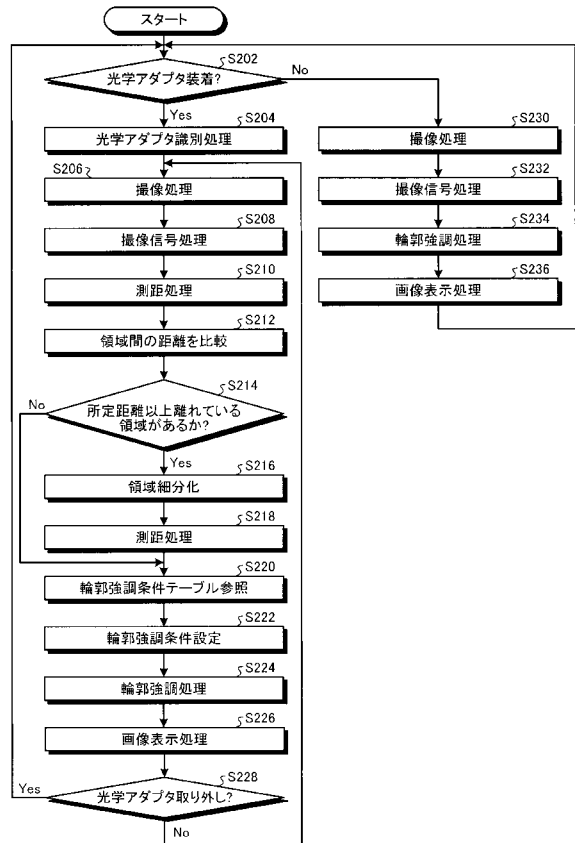 スタート
S202
光学アダプタ装着?
No
Yes
S204
光学アダプタ識別処理
S206
撮像処理
S208
撮像信号処理
S210
測距処理
S212
領域間の距離を比較
S214
No
所定距離以上離れている
領域があるか?
Yes
S216
領域細分化
S218
測距処理
S220
輪郭強調条件テーブル参照
S222
輪郭強調条件設定
S224
輪郭強調処理
S226
画像表示処理
S228
Yes
光学アダプタ取り外し?
No
S230
撮像処理
S232
撮像信号処理
S234
輪郭強調処理
S236
画像表示処理